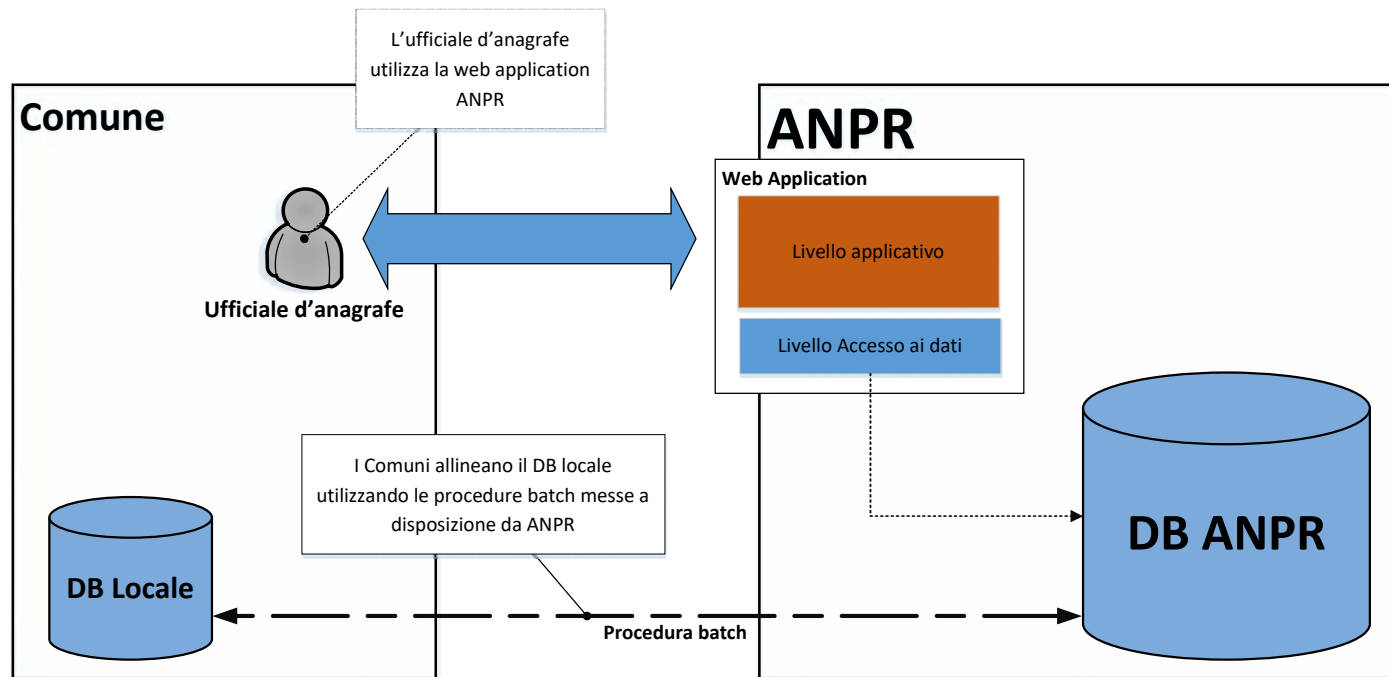 L’ufficiale d’anagrafe
utilizza la web application
ANPR
Comune
ANPR
Web Application
Livello applicativo
Ufficiale d’anagrafe
Livello Accesso ai dati
I Comuni allineano il DB locale
utilizzando le procedure batch messe a
disposizione da ANPR
DB ANPR
DB Locale
Procedura batch